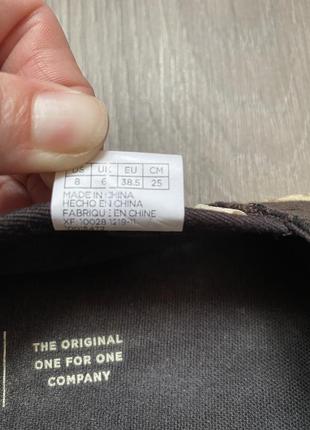 US UK EU CM
8 6 38.5 25
MADE IN CHINA
HECHO EN CHINA
FABRIQUE EN CHINE
THE ORIGINAL
ONE FOR ONE
COMPANY